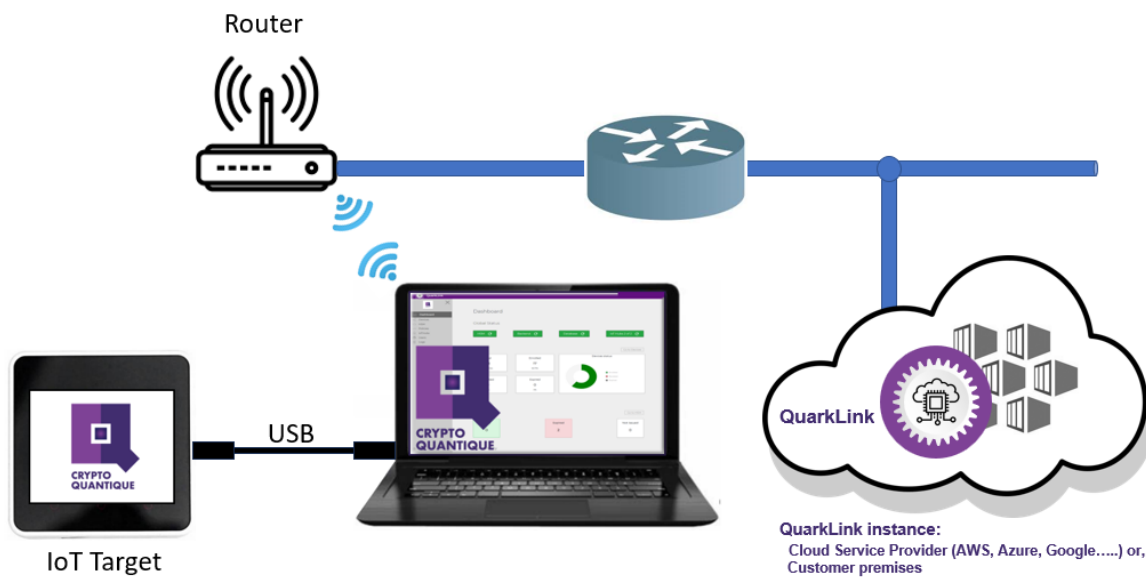 Router
Dashboard
CRYPTO
QUANTIQUE
USB
CRYPTO
QUANTIQUE
IoT Target
QuarkLink
QuarkLink instance:
Cloud Service Provider (AWS, Azure, Google…..) or,
Customer premises